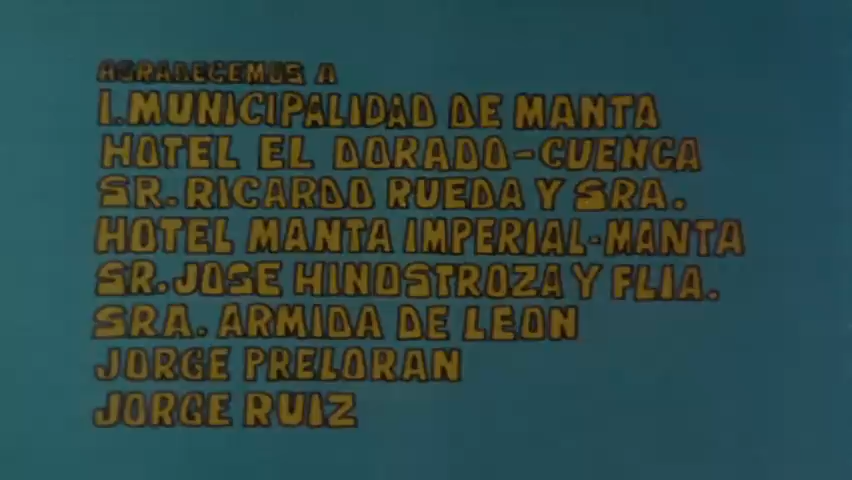 AGRADECEMOS A
I.MUNICIPALIDAD DE MANTA
HOTEL EL DORADO-CUENCA
SR.RICARDO RUEDA Y SRA.
HOTEL MANTA IMPERIAL-MANTA
SR.JOSE HINOSTROZA Y FLIA.
SRA. ARMIDA DE LEON
JORGE PRELORAN
JORGE RUIZ